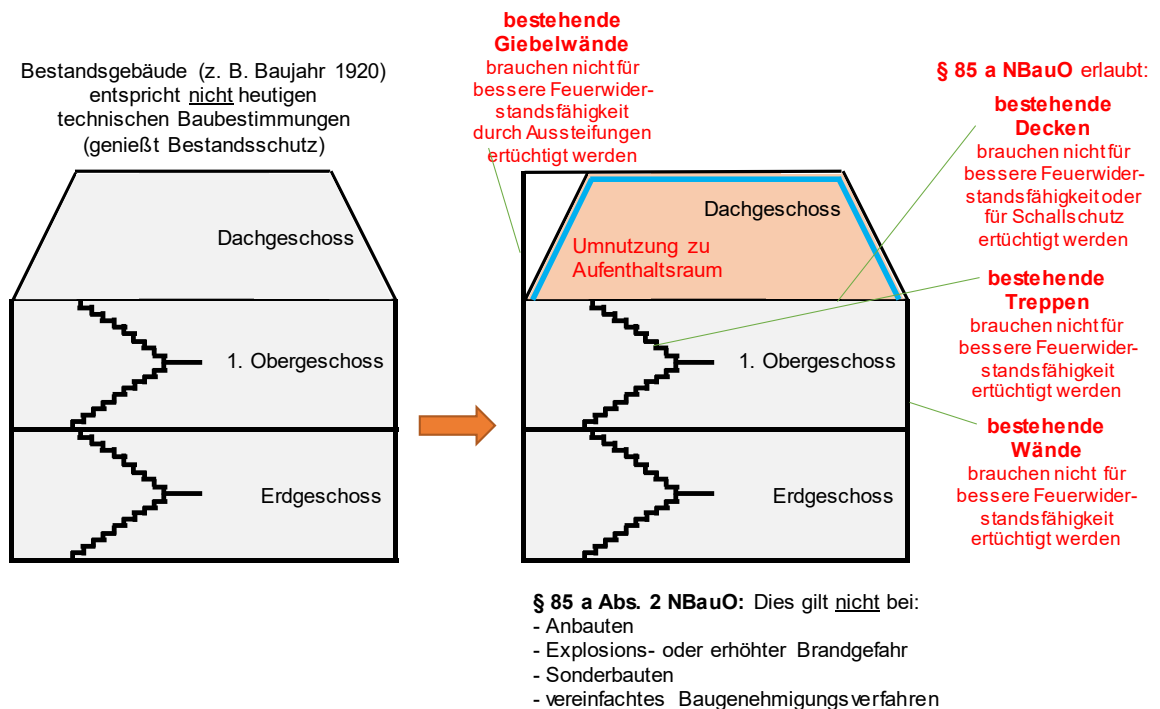 Bestandsgebäude (z. B. Baujahr 1920)
entspricht nicht heutigen
technischen Baubestimmungen
(genießt Bestandsschutz)
Dachgeschoss
1. Obergeschoss
Erdgeschoss
bestehende
Giebelwände
brauchen nicht für
bessere Feuerwider-
standsfähigkeit
durch Aussteifungen
ertüchtigt werden
Dachgeschoss
Umnutzung zu
Aufenthaltsraum
1. Obergeschoss
Erdgeschoss
§ 85 a NBauO erlaubt:
bestehende
Decken
brauchen nicht für
bessere Feuerwider-
standsfähigkeit oder
für Schallschutz
ertüchtigt werden
bestehende
Treppen
brauchen nicht für
bessere Feuerwider-
standsfähigkeit
ertüchtigt werden
bestehende
Wände
brauchen nicht für
bessere Feuerwider-
standsfähigkeit
ertüchtigt werden
§ 85 a Abs. 2 NBauO: Dies gilt nicht bei:
- Anbauten
- Explosions- oder erhöhter Brandgefahr
- Sonderbauten
- vereinfachtes Baugenehmigungsverfahren